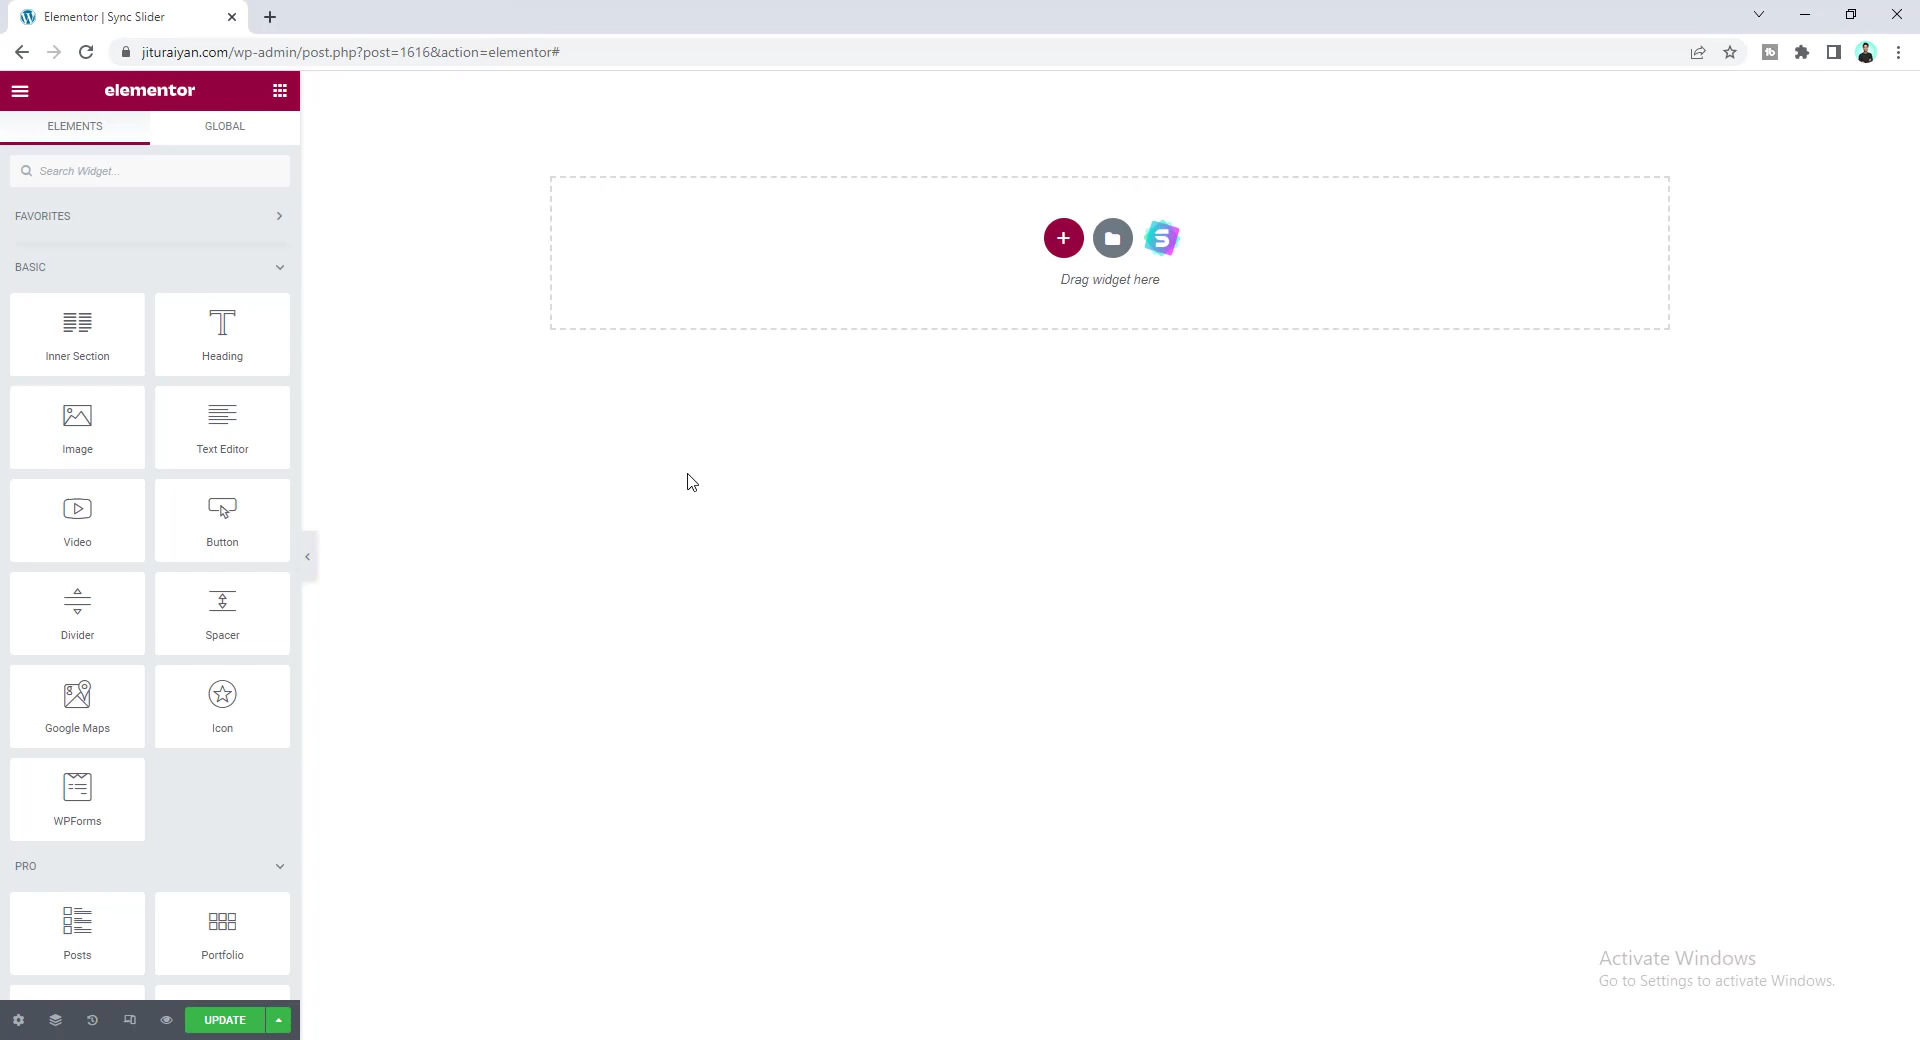 Elementor | Sync Slider
jituraiyan.com/wp-admin/post.php?post=1616&action=elementor#
elementor
ELEMENTS
GLOBAL
Search Widget...
FAVORITES
BASIC
Inner Section
Heading
Image
Text Editor
Video
Button
Divider
Spacer
Google Maps
Icon
WPForms
PRO
Posts
Portfolio
UPDATE
Drag widget here
Activate Windows
Go to Settings to activate Windows.